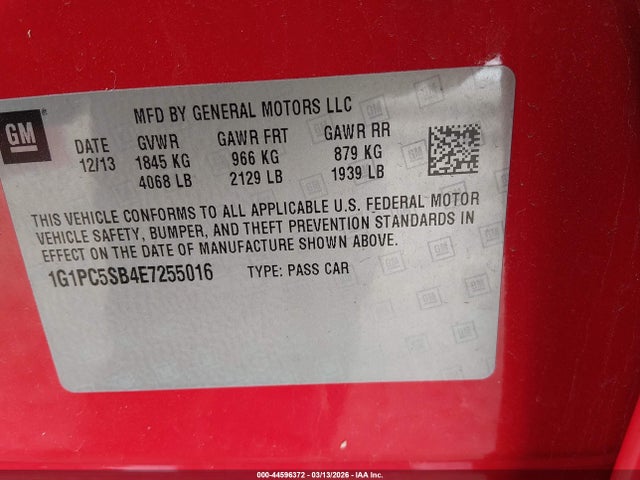 MFD BY GENERAL MOTORS LLC
GM
DATE GVWR GAWR FRT GAWR RR
12/13 1845 KG 966 KG 879 KG
4068 LB 2129 LB 1939 LB
THIS VEHICLE CONFORMS TO ALL APPLICABLE U.S. FEDERAL MOTOR
VEHICLE SAFETY, BUMPER, AND THEFT PREVENTION STANDARDS IN
EFFECT ON THE DATE OF MANUFACTURE SHOWN ABOVE.
1G1PC5SB4E7255016 TYPE: PASS CAR
000-44596372 | 03/13/2026 | IAA Inc.